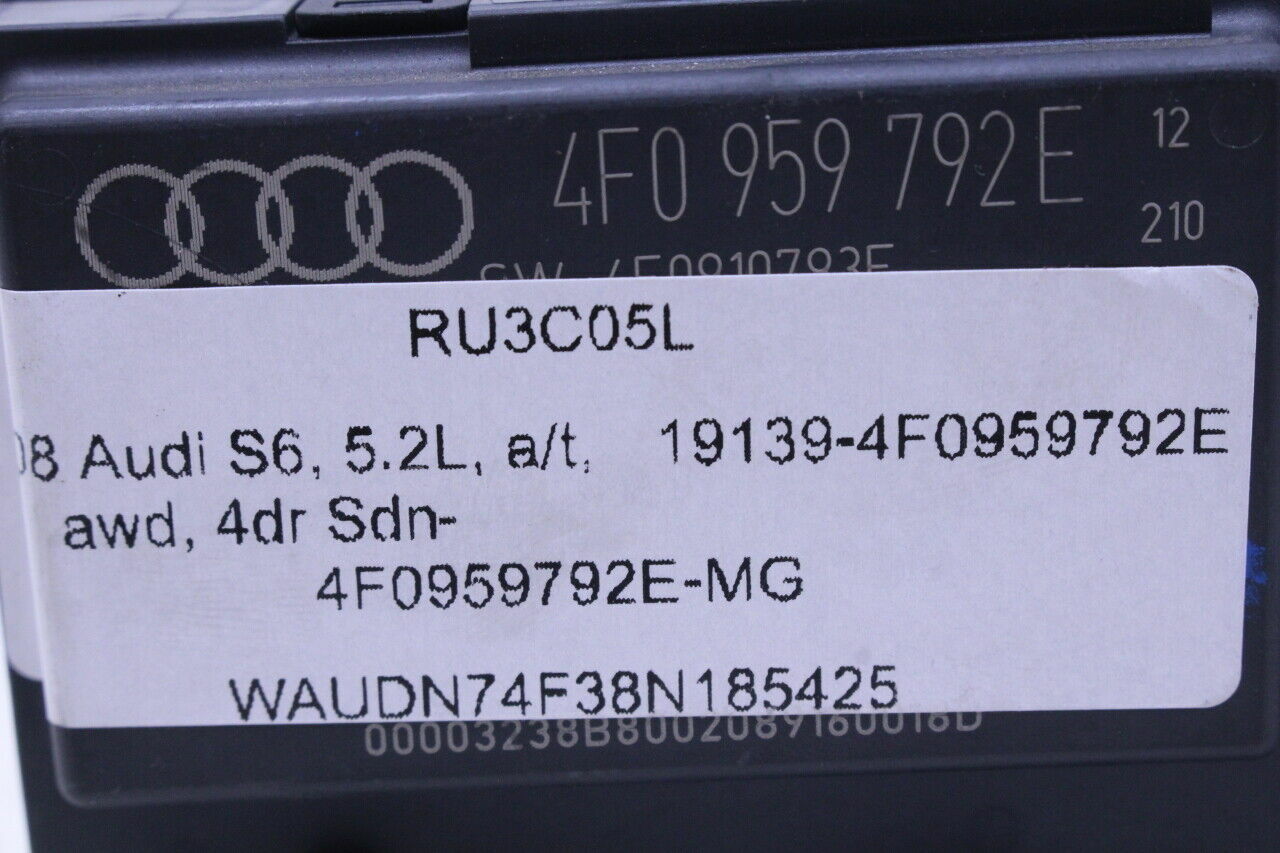 4F0 959 792E 12
210
RU3C05L
08 Audi S6, 5.2L, a/t, 19139-4F0959792E
awd, 4dr Sdn-
4F0959792E-MG
WAUDN74F38N185425